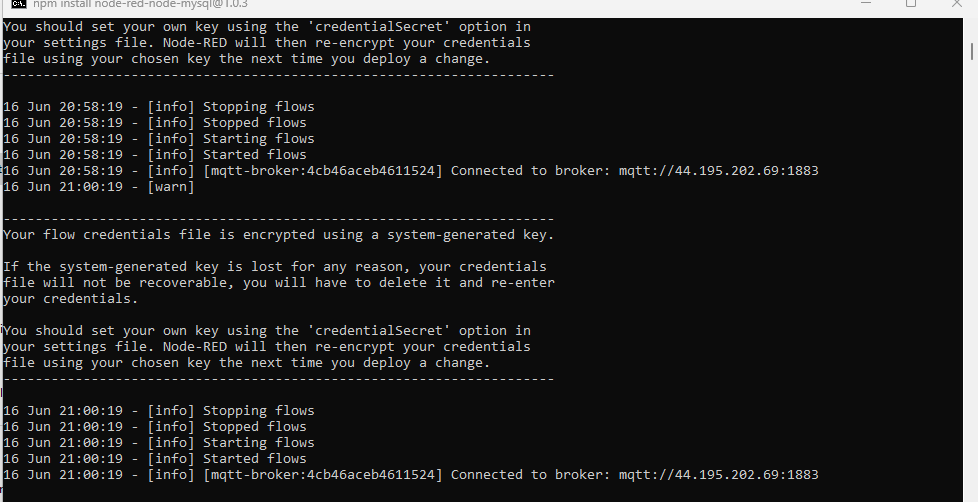 npm install node-red-node-mysql@1.0.3
You should set your own key using the 'credentialSecret' option in
your settings file. Node-RED will then re-encrypt your credentials
file using your chosen key the next time you deploy a change.
---------------------------------------------------------------------
16 Jun 20:58:19 - [info] Stopping flows
16 Jun 20:58:19 - [info] Stopped flows
16 Jun 20:58:19 - [info] Starting flows
16 Jun 20:58:19 - [info] Started flows
16 Jun 20:58:19 - [info] [mqtt-broker:4cb46aceb4611524] Connected to broker: mqtt://44.195.202.69:1883
16 Jun 21:00:19 - [warn]
---------------------------------------------------------------------
Your flow credentials file is encrypted using a system-generated key.
If the system-generated key is lost for any reason, your credentials
file will not be recoverable, you will have to delete it and re-enter
your credentials.
You should set your own key using the 'credentialSecret' option in
your settings file. Node-RED will then re-encrypt your credentials
file using your chosen key the next time you deploy a change.
---------------------------------------------------------------------
16 Jun 21:00:19 - [info] Stopping flows
16 Jun 21:00:19 - [info] Stopped flows
16 Jun 21:00:19 - [info] Starting flows
16 Jun 21:00:19 - [info] Started flows
16 Jun 21:00:19 - [info] [mqtt-broker:4cb46aceb4611524] Connected to broker: mqtt://44.195.202.69:1883